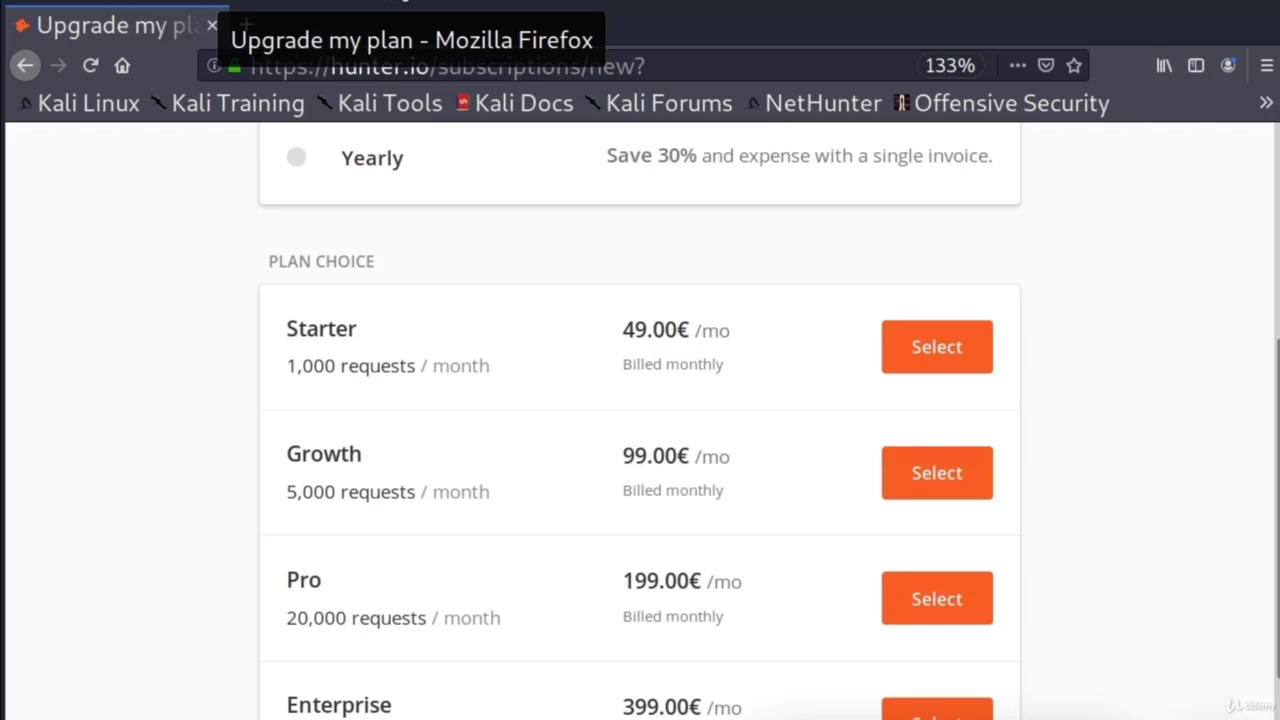 Upgrade my pl
Upgrade my plan - Mozilla Firefox
https://hunter.io/subscriptions/new?
133%
Kali Linux
Kali Training
Kali Tools
Kali Docs
Kali Forums
NetHunter
Offensive Security
Yearly
Save 30% and expense with a single invoice.
PLAN CHOICE
Starter
49.00€ /mo
Select
1,000 requests / month
Billed monthly
Growth
99.00€ /mo
Select
5,000 requests / month
Billed monthly
Pro
199.00€ /mo
Select
20,000 requests / month
Billed monthly
Enterprise
399.00€ /mo
Select
Udemy